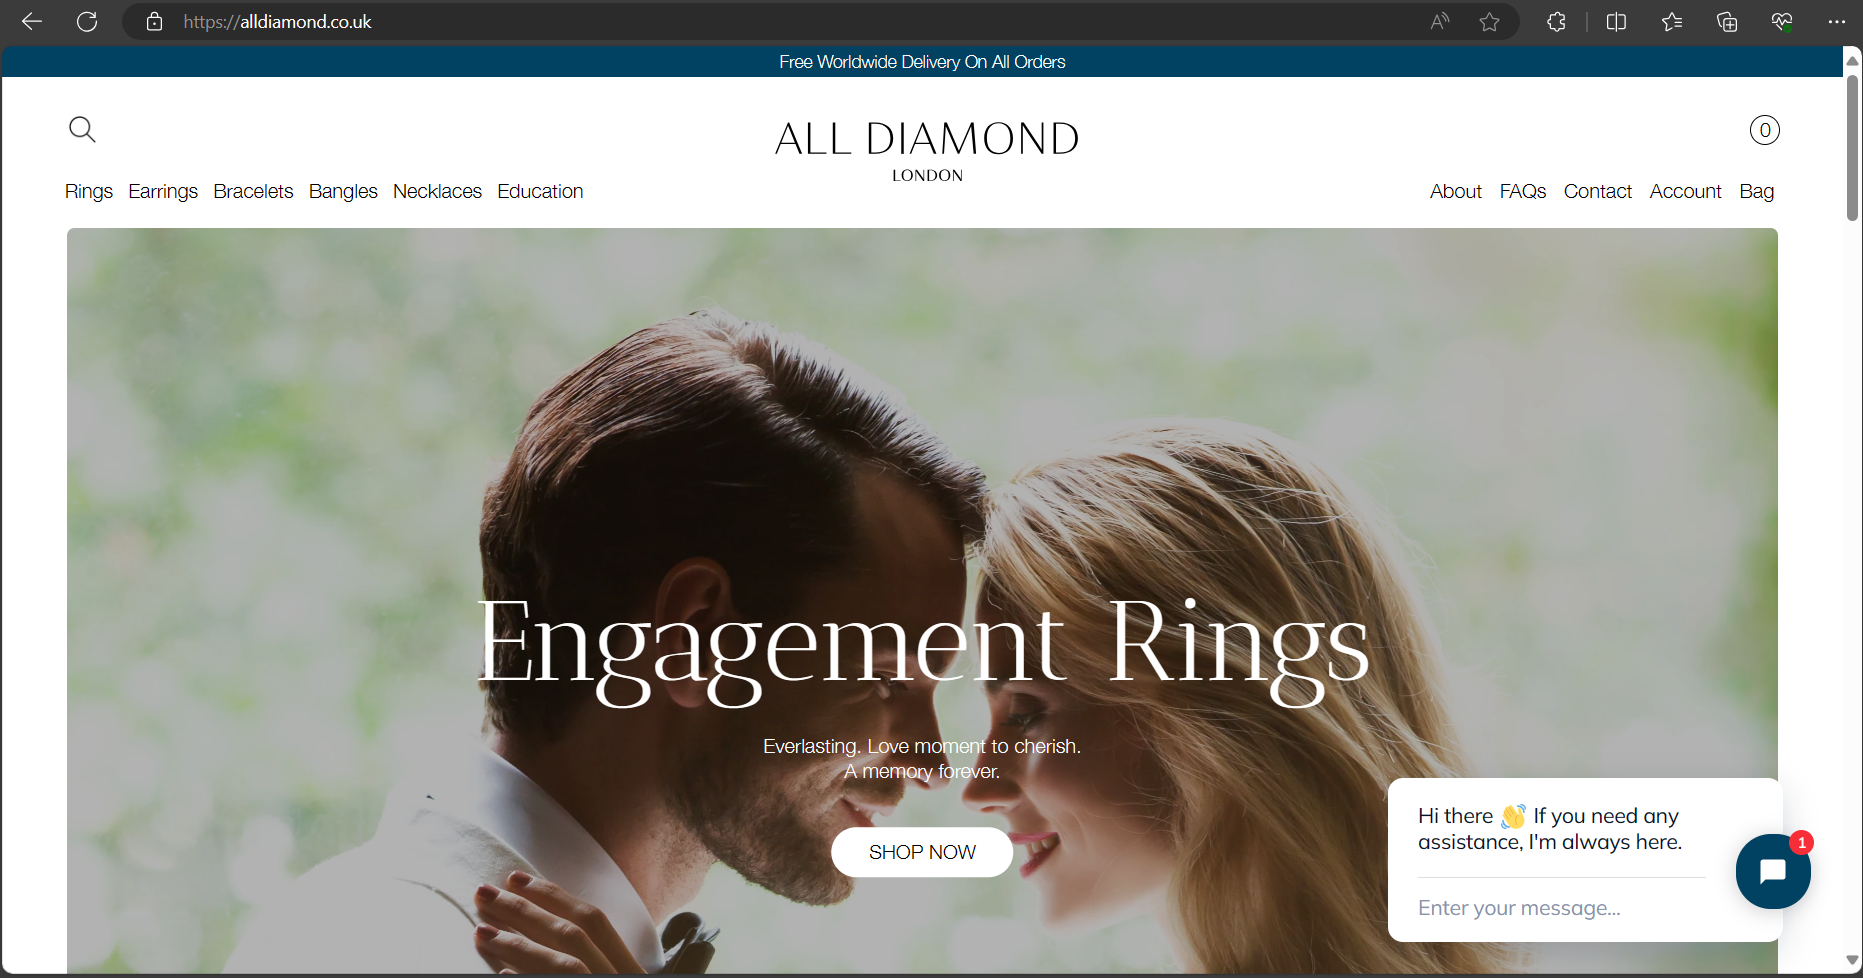 https://alldiamond.co.uk
Free Worldwide Delivery On All Orders
ALL DIAMOND
LONDON
0
Rings Earrings Bracelets Bangles Necklaces Education
About FAQs Contact Account Bag
Engagement Rings
Everlasting. Love moment to cherish.
A memory forever.
SHOP NOW
Hi there 👋 If you need any
assistance, I'm always here.
1
Enter your message...